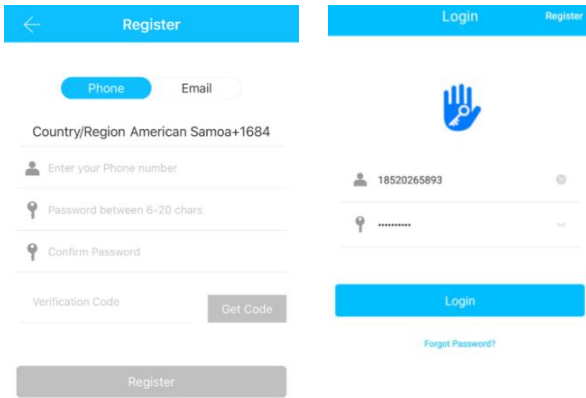 Register
Phone Email
Country/Region American Samoa+1684
Enter your Phone number
Password between 6-20 chars
Confirm Password
Verification Code Get Code
Register
Login Register
18520265893
••••••••••
Login
Forgot Password?